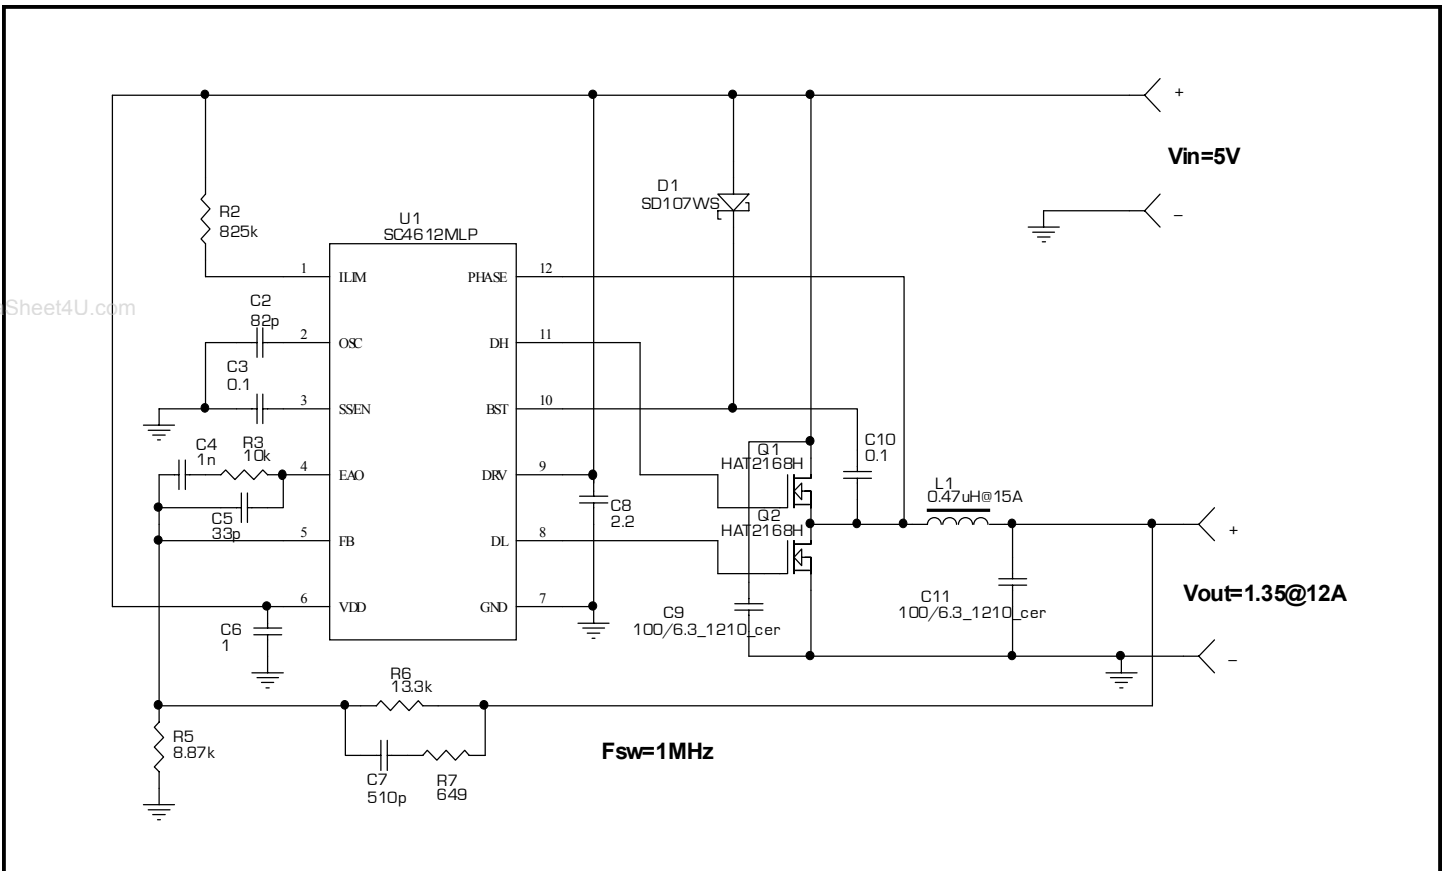 +
Vin=5V
D1
SD107WS
–
R2
825k
U1
SC4612MLP
1
ILIM
PHASE
12
Sheet4U.com
C2
82p
2
OSC
DH
11
C3
0.1
3
SSEN
BST
10
C4
1n
R3
10k
4
EAO
DRV
9
C10
0.1
Q1
HAT2168H
L1
0.47uH@15A
C5
33p
C8
2.2
Q2
HAT2168H
+
5
FB
DL
8
C11
100/6.3_1210_cer
Vout=1.35@12A
6
VDD
GND
7
C9
100/6.3_1210_cer
C6
1
–
R6
13.3k
R5
8.87k
Fsw=1MHz
C7
510p
R7
649